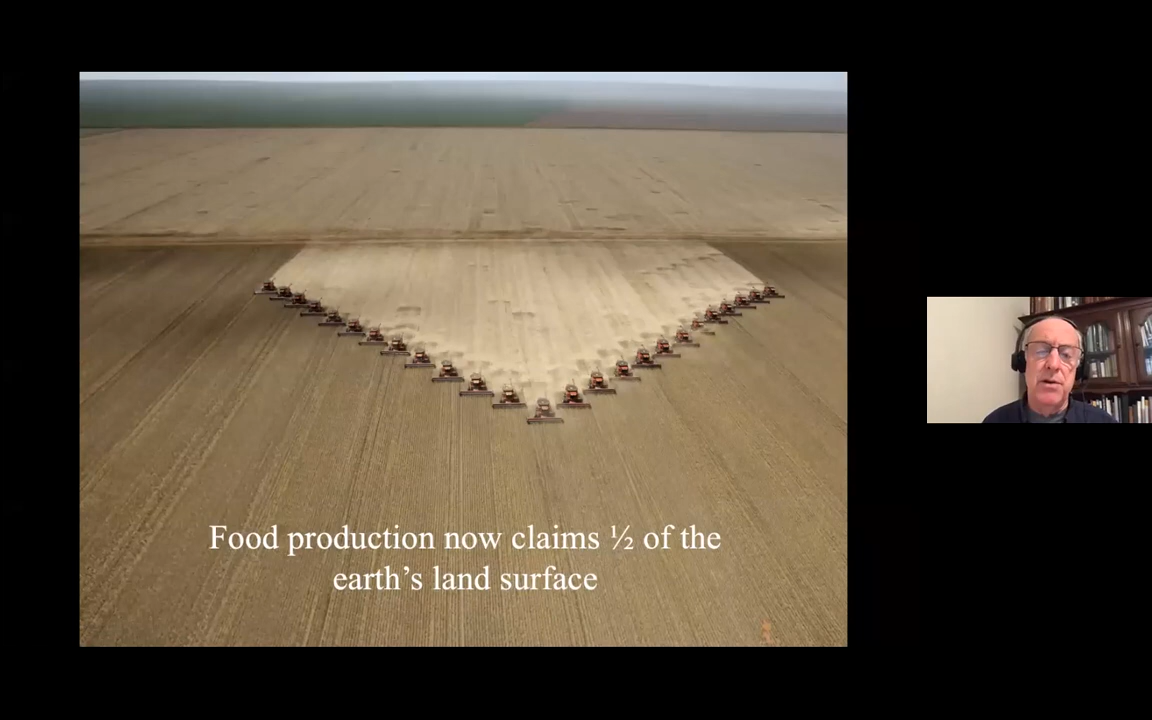 Food production now claims ½ of the
earth’s land surface